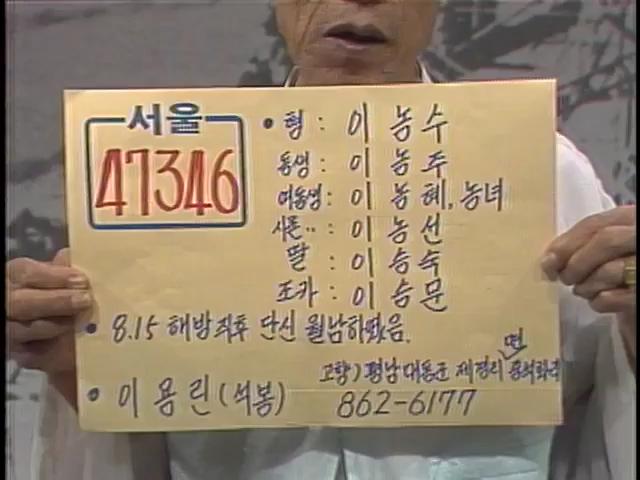 서울
47346
• 형 : 이 농 수
동생 : 이 농 주
여동생 : 이 농 혜, 농녀
사촌 ‥ : 이 농 선
딸 : 이 승 숙
조카 : 이 승 문
• 8.15 해방직후 단신 월남하였음.
고향) 평남 대동군 제정리 면
• 이 용 린 (석봉)
862-6177